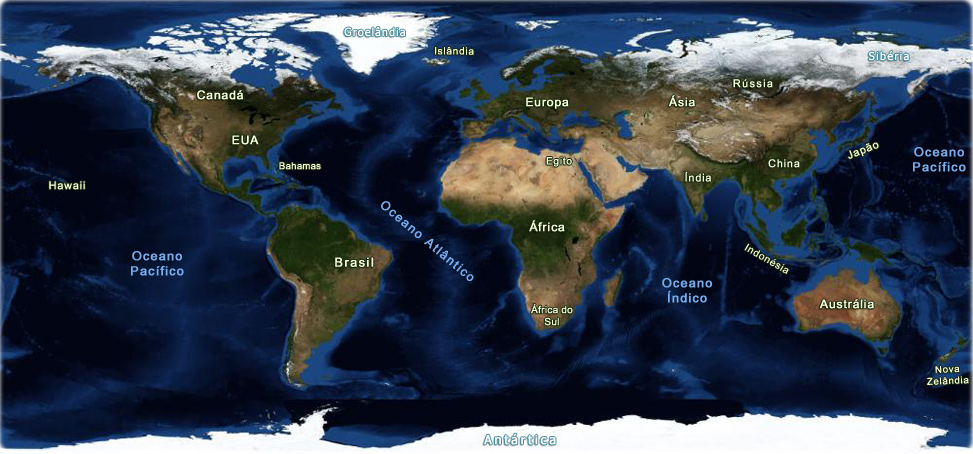 Groelândia
Islândia
Sibéria
Rússia
Canadá
Europa
Ásia
EUA
Japão
Oceano
Pacífico
Egito
China
Bahamas
Índia
Hawaii
Oceano Atlântico
África
Brasil
Indonésia
Oceano
Pacífico
Oceano
Índico
Austrália
África do
Sul
Nova
Zelândia
Antártica